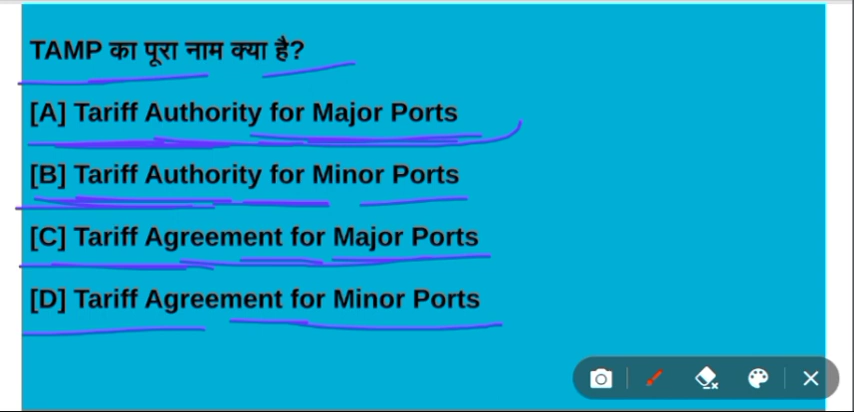 TAMP का पूरा नाम क्या है?
[A] Tariff Authority for Major Ports
[B] Tariff Authority for Minor Ports
[C] Tariff Agreement for Major Ports
[D] Tariff Agreement for Minor Ports